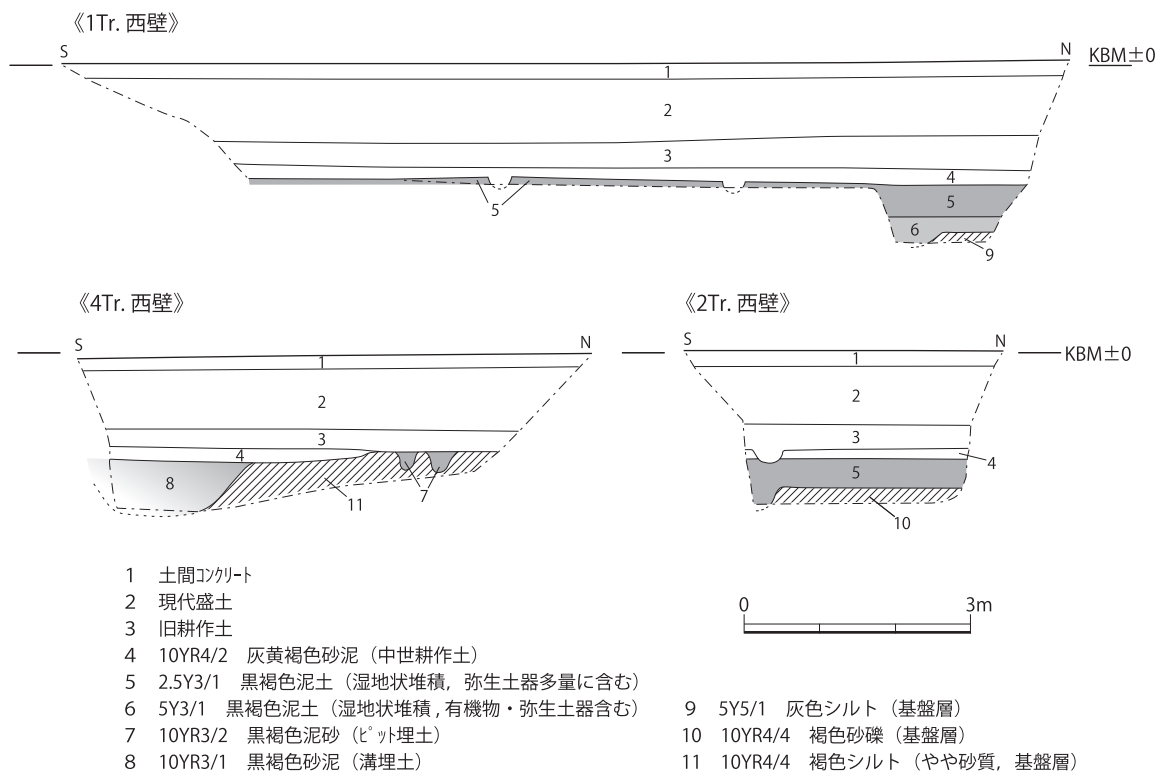 《1Tr. 西壁》
S
N
KBM±0
1
2
3
4
5
5
6
9
《4Tr. 西壁》
S
N
1
2
3
4
8
11
7
《2Tr. 西壁》
S
N
KBM±0
1
2
3
4
5
10
0 3m
1 土間ｺﾝｸﾘｰﾄ
2 現代盛土
3 旧耕作土
4 10YR4/2 灰黄褐色砂泥（中世耕作土）
5 2.5Y3/1 黒褐色泥土（湿地状堆積，弥生土器多量に含む）
6 5Y3/1 黒褐色泥土（湿地状堆積 , 有機物・弥生土器含む）
7 10YR3/2 黒褐色泥砂（ﾋﾟｯﾄ埋土）
8 10YR3/1 黒褐色砂泥（溝埋土）
9 5Y5/1 灰色シルト（基盤層）
10 10YR4/4 褐色砂礫（基盤層）
11 10YR4/4 褐色シルト（やや砂質，基盤層）